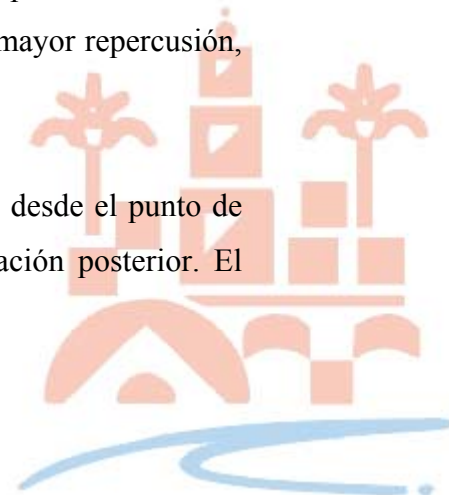 mayor repercusión,
desde el punto de
ación posterior. El